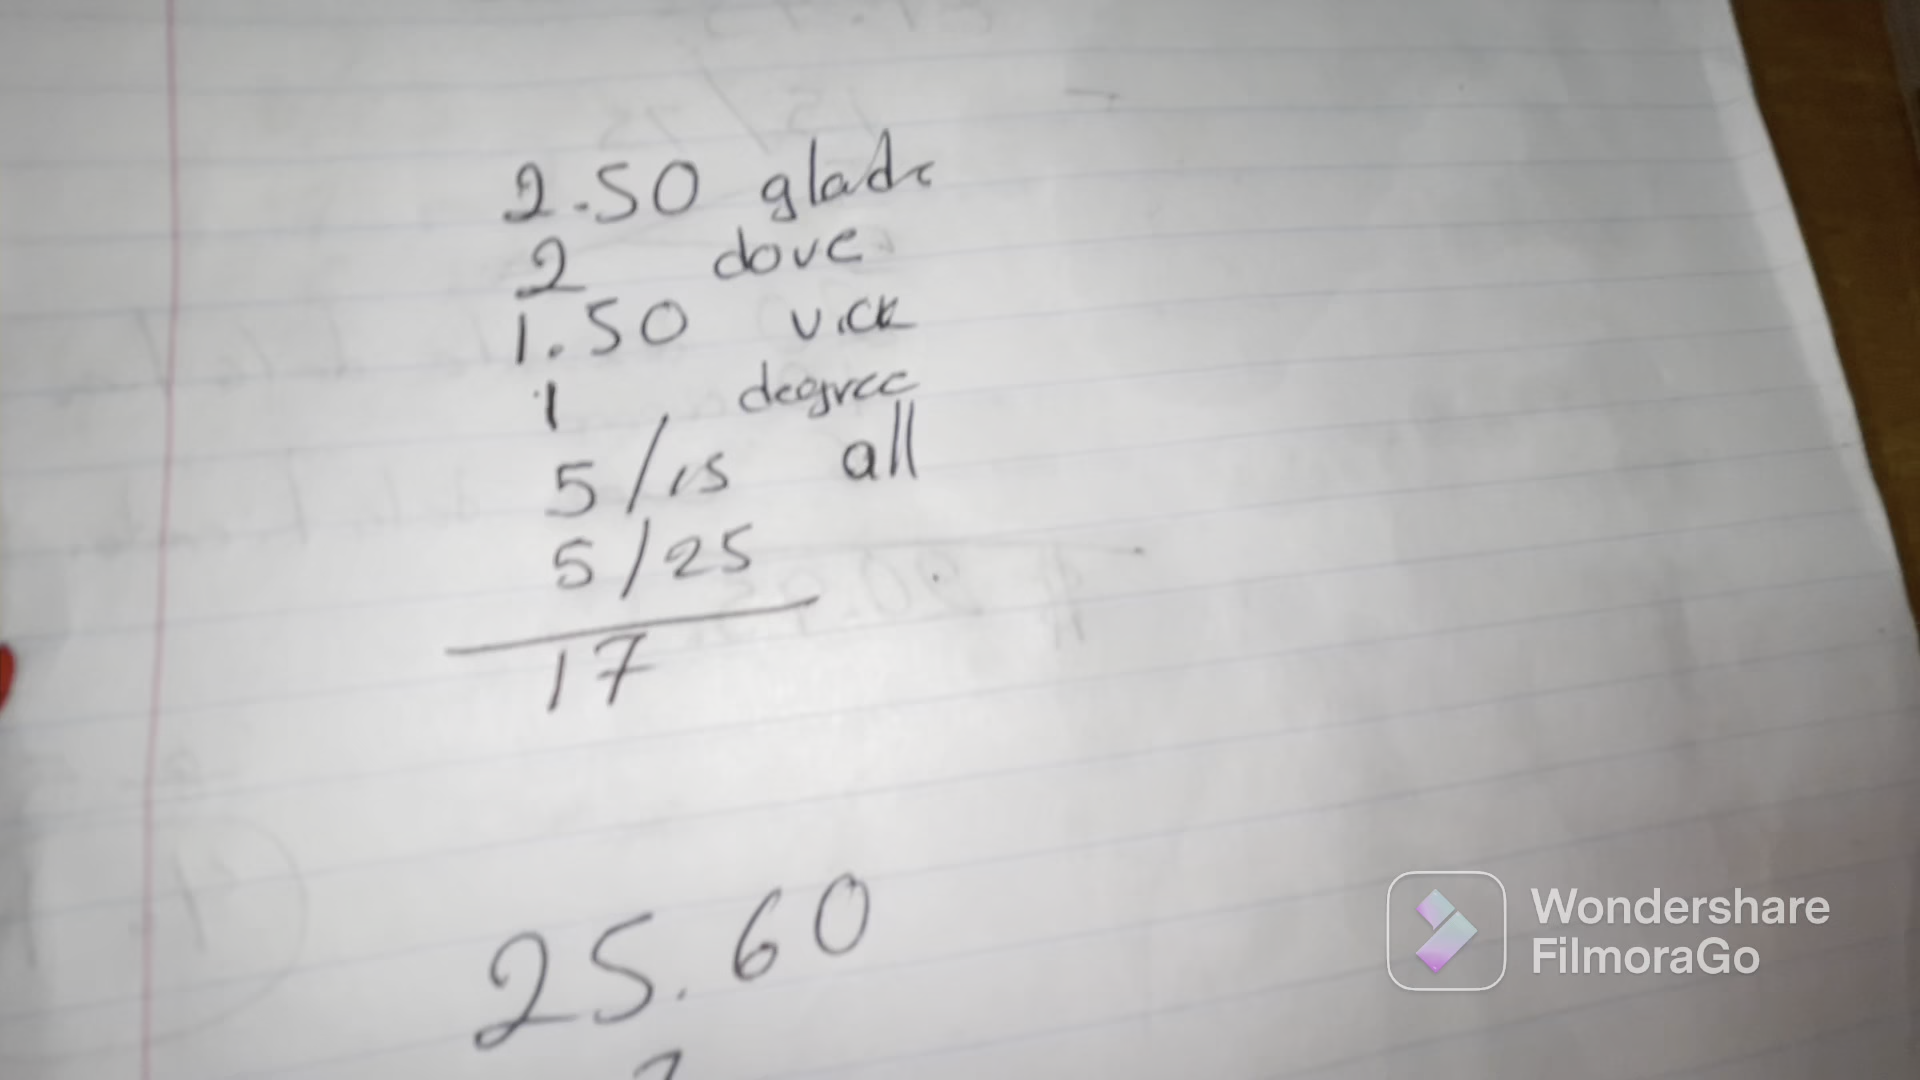 2.50 glade
2 dove
1.50 vick
1 degree
5/15 all
5/25
17
25.60
Wondershare
FilmoraGo